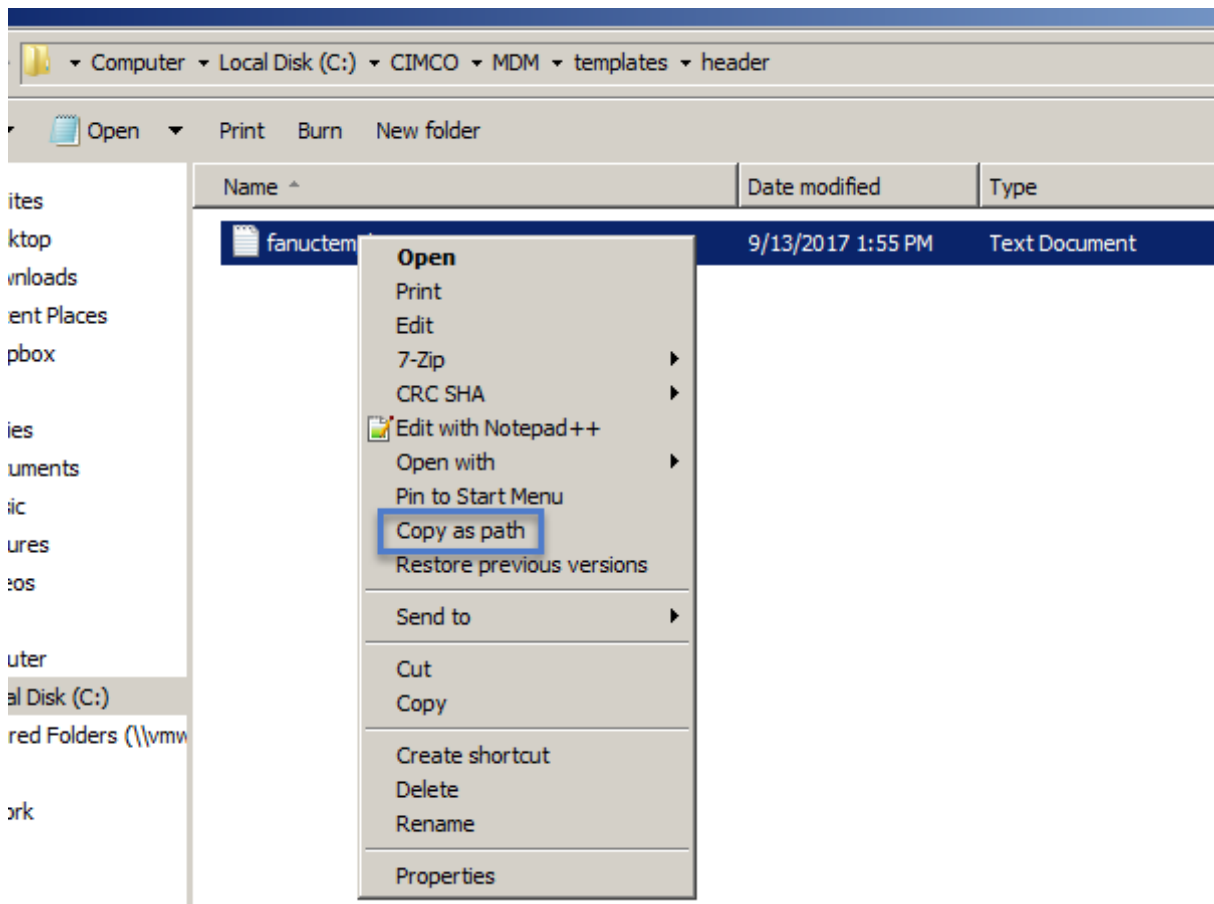 Computer Local Disk (C:) CIMCO MDM templates header
Open Print Burn New folder
Name Date modified Type
ites
ktop
wnloads
ent Places
pbox
ies
uments
sic
ures
eos
uter
al Disk (C:)
red Folders (\\vmw
ork
fanuctem 9/13/2017 1:55 PM Text Document
Open
Print
Edit
7-Zip
CRC SHA
Edit with Notepad++
Open with
Pin to Start Menu
Copy as path
Restore previous versions
Send to
Cut
Copy
Create shortcut
Delete
Rename
Properties